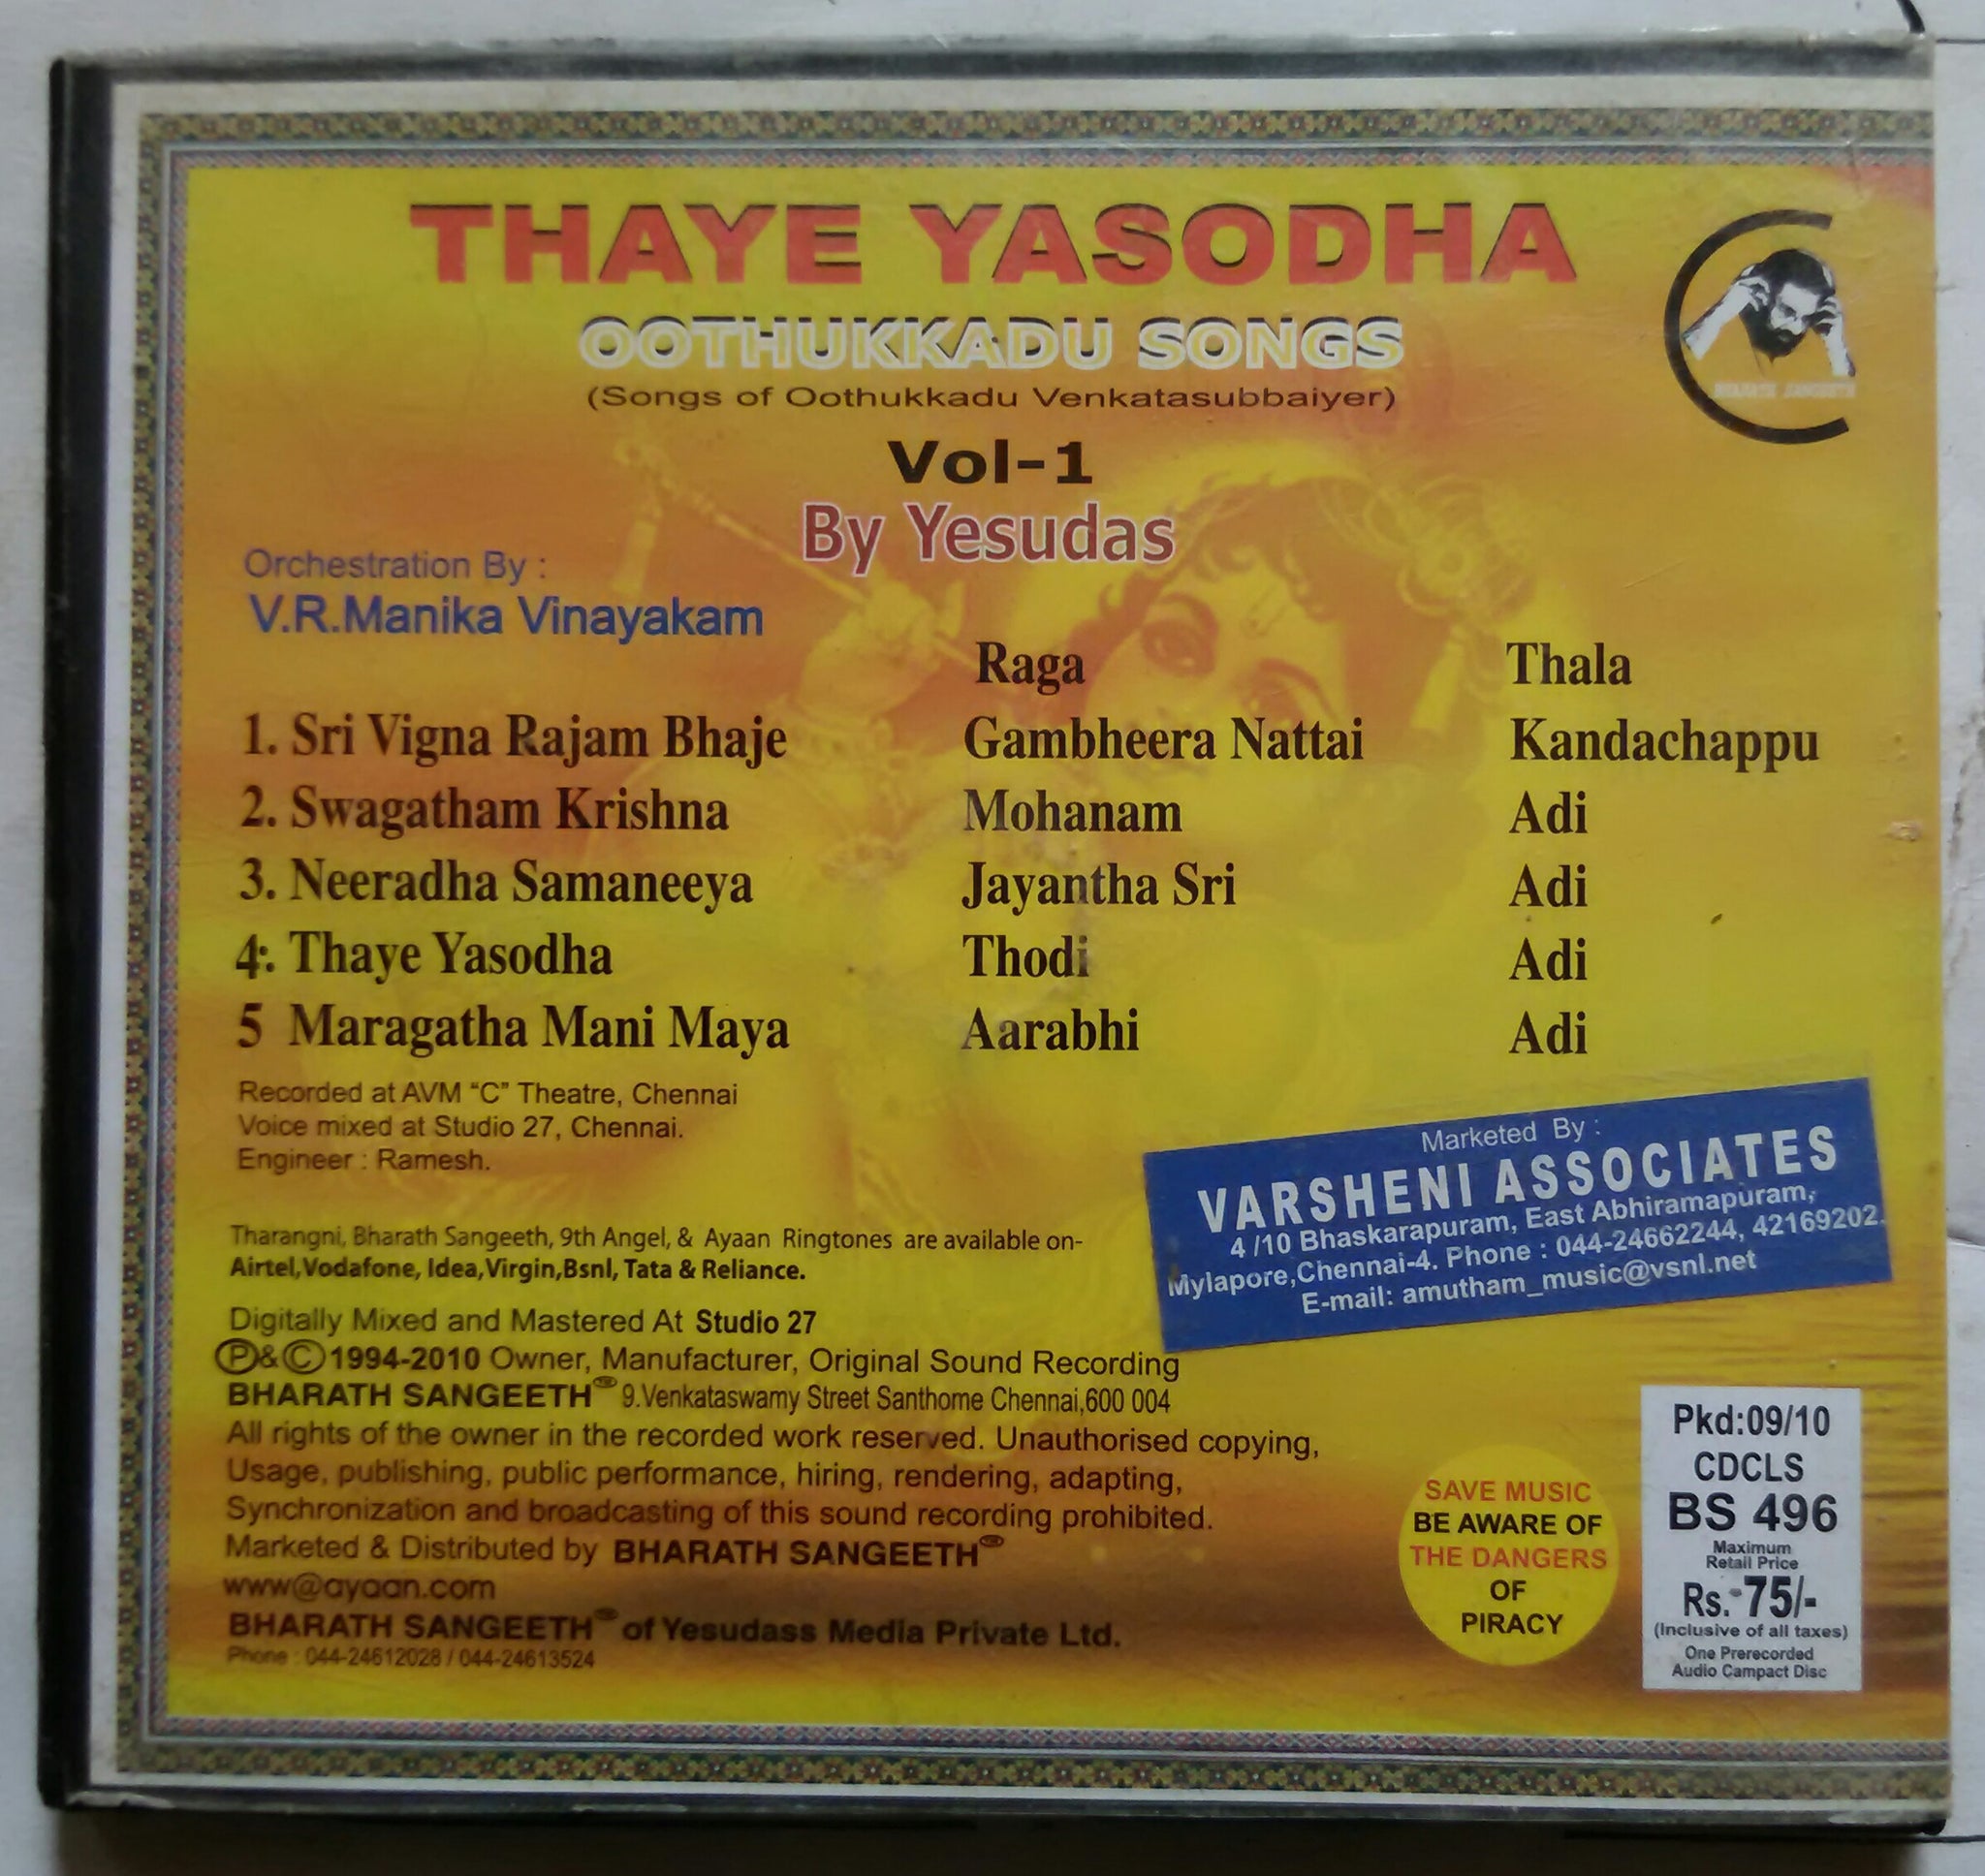 THAYE YASODHA
OOTHUKKADU SONGS
(Songs of Oothukkadu Venkatasubbaiyer)
Vol-1
By Yesudas
BHARATH SANGEETH
Orchestration By :
V.R.Manika Vinayakam
Raga Thala
1. Sri Vigna Rajam Bhaje Gambheera Nattai Kandachappu
2. Swagatham Krishna Mohanam Adi
3. Neeradha Samaneeya Jayantha Sri Adi
4. Thaye Yasodha Thodi Adi
5 Maragatha Mani Maya Aarabhi Adi
Recorded at AVM "C" Theatre, Chennai
Voice mixed at Studio 27, Chennai.
Engineer : Ramesh.
Marketed By :
VARSHENI ASSOCIATES
4 /10 Bhaskarapuram, East Abhiramapuram,
Mylapore,Chennai-4. Phone : 044-24662244, 42169202.
E-mail: amutham_music@vsnl.net
Tharangni, Bharath Sangeeth, 9th Angel, & Ayaan Ringtones are available on-
Airtel,Vodafone, Idea,Virgin,Bsnl, Tata & Reliance.
Digitally Mixed and Mastered At Studio 27
Ⓟ&Ⓒ1994-2010 Owner, Manufacturer, Original Sound Recording
BHARATH SANGEETH 9.Venkataswamy Street Santhome Chennai,600 004
All rights of the owner in the recorded work reserved. Unauthorised copying,
Usage, publishing, public performance, hiring, rendering, adapting,
Synchronization and broadcasting of this sound recording prohibited.
Marketed & Distributed by BHARATH SANGEETH
www@ayaan.com
BHARATH SANGEETH of Yesudass Media Private Ltd.
Phone : 044-24612028 / 044-24613524
SAVE MUSIC
BE AWARE OF
THE DANGERS
OF
PIRACY
Pkd:09/10
CDCLS
BS 496
Maximum
Retail Price
Rs. 75/-
(Inclusive of all taxes)
One Prerecorded
Audio Campact Disc